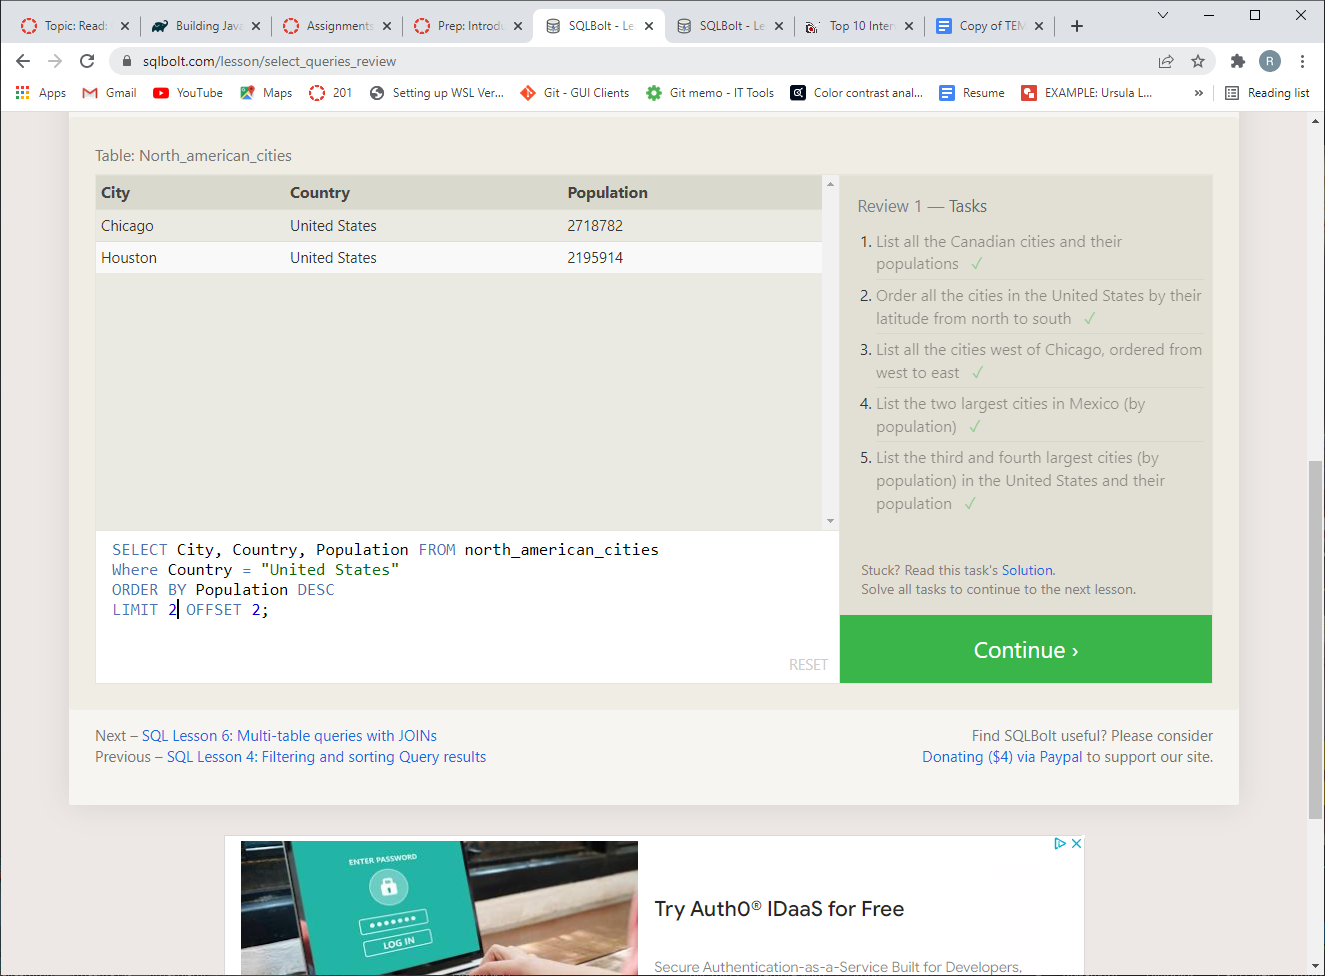 Topic: Read:
Building Java
Assignments
Prep: Introdu
SQLBolt - Le
SQLBolt - Le
Top 10 Inter
Copy of TEM
sqlbolt.com/lesson/select_queries_review
R
Apps
Gmail
YouTube
Maps
201
Setting up WSL Ver...
Git - GUI Clients
Git memo - IT Tools
Color contrast anal...
Resume
EXAMPLE: Ursula L...
»
Reading list
Table: North_american_cities
City Country Population
Chicago United States 2718782
Houston United States 2195914
SELECT City, Country, Population FROM north_american_cities
Where Country = "United States"
ORDER BY Population DESC
LIMIT 2 OFFSET 2;
RESET
Review 1 — Tasks
1. List all the Canadian cities and their
populations ✓
2. Order all the cities in the United States by their
latitude from north to south ✓
3. List all the cities west of Chicago, ordered from
west to east ✓
4. List the two largest cities in Mexico (by
population) ✓
5. List the third and fourth largest cities (by
population) in the United States and their
population ✓
Stuck? Read this task's Solution.
Solve all tasks to continue to the next lesson.
Continue ›
Next – SQL Lesson 6: Multi-table queries with JOINs
Previous – SQL Lesson 4: Filtering and sorting Query results
Find SQLBolt useful? Please consider
Donating ($4) via Paypal to support our site.
ENTER PASSWORD
LOG IN
Try Auth0® IDaaS for Free
Secure Authentication-as-a-Service Built for Developers,